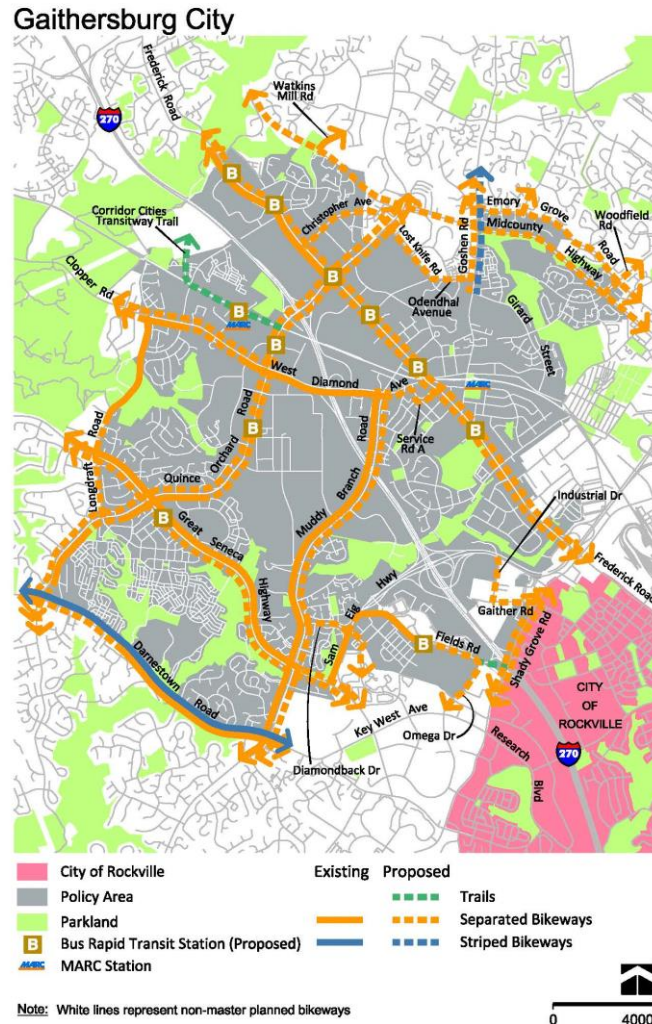 Gaithersburg City
Frederick Road
270
Watkins
Mill Rd
Corridor Cities
Transitway Trail
Christopher Ave
Lost Knife Rd
Goshen Rd
Emory Grove Road
Midcounty Highway
Woodfield
Rd
Clopper Rd
Odendhal
Avenue
Girard Street
B
B
B
B
B
B
B
B
B
B
B
B
MARC
MARC
West Diamond Ave
Service
Rd A
Longdraft Road
Quince Orchard Road
Muddy Branch Road
Great Seneca Highway
Industrial Dr
Frederick Road
Sam Eig Hwy
Gaither Rd
Fields Rd
Shady Grove Rd
Darnestown Road
Key West Ave
Omega Dr
Diamondback Dr
CITY
OF
ROCKVILLE
Research Blvd
270
City of Rockville
Policy Area
Parkland
B Bus Rapid Transit Station (Proposed)
MARC MARC Station
Existing Proposed
Trails
Separated Bikeways
Striped Bikeways
Note: White lines represent non-master planned bikeways
0 4000